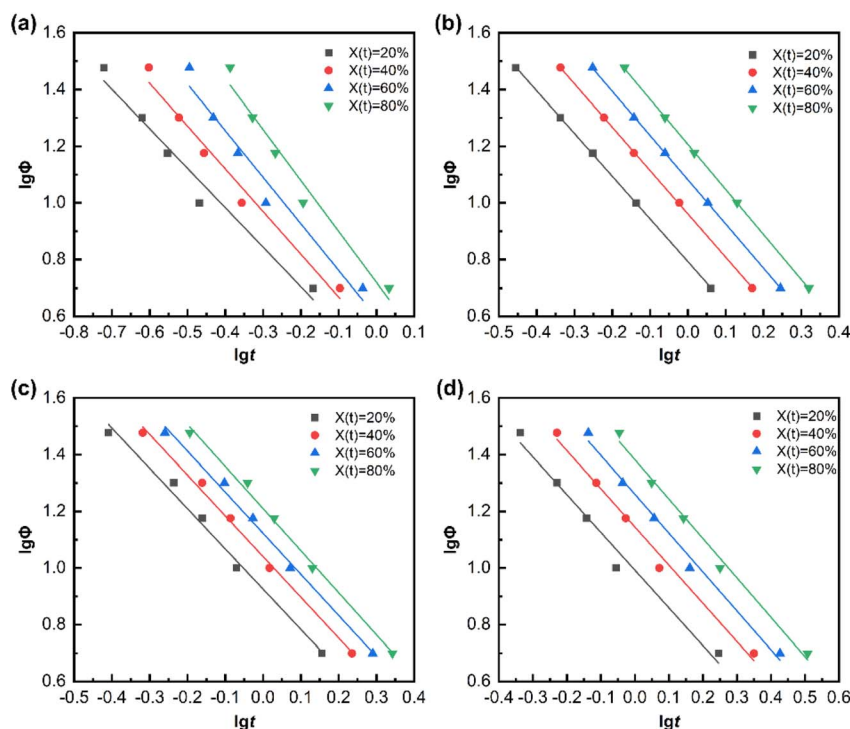 (a)
1.6
1.4
1.2
1.0
0.8
0.6
lgΦ
X(t)=20%
X(t)=40%
X(t)=60%
X(t)=80%
-0.8 -0.7 -0.6 -0.5 -0.4 -0.3 -0.2 -0.1 0.0 0.1
lgt
(b)
1.6
1.4
1.2
1.0
0.8
0.6
lgΦ
X(t)=20%
X(t)=40%
X(t)=60%
X(t)=80%
-0.5 -0.4 -0.3 -0.2 -0.1 0.0 0.1 0.2 0.3 0.4
lgt
(c)
1.6
1.4
1.2
1.0
0.8
0.6
lgΦ
X(t)=20%
X(t)=40%
X(t)=60%
X(t)=80%
-0.5 -0.4 -0.3 -0.2 -0.1 0.0 0.1 0.2 0.3 0.4
lgt
(d)
1.6
1.4
1.2
1.0
0.8
0.6
lgΦ
X(t)=20%
X(t)=40%
X(t)=60%
X(t)=80%
-0.4 -0.3 -0.2 -0.1 0.0 0.1 0.2 0.3 0.4 0.5 0.6
lgt